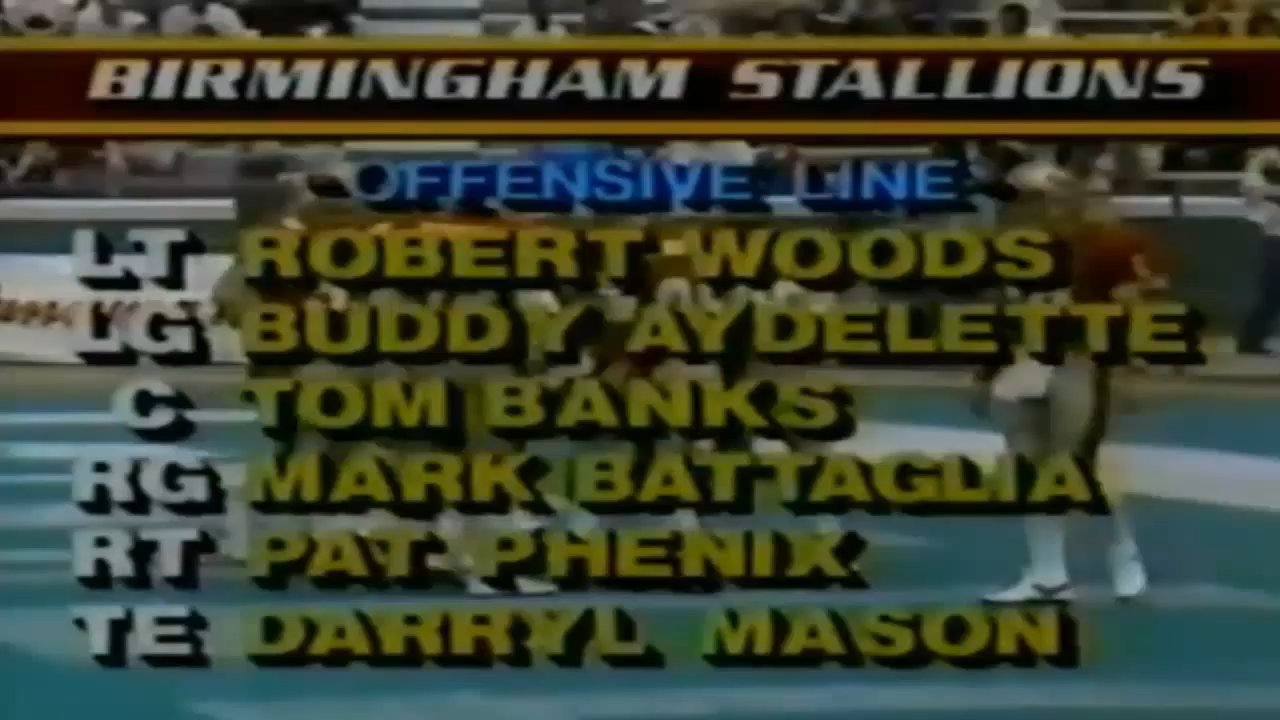 BIRMINGHAM STALLIONS
OFFENSIVE LINE
LT ROBERT WOODS
LG BUDDY AYDELETTE
C TOM BANKS
RG MARK BATTAGLIA
RT PAT PHENIX
TE DARRYL MASON